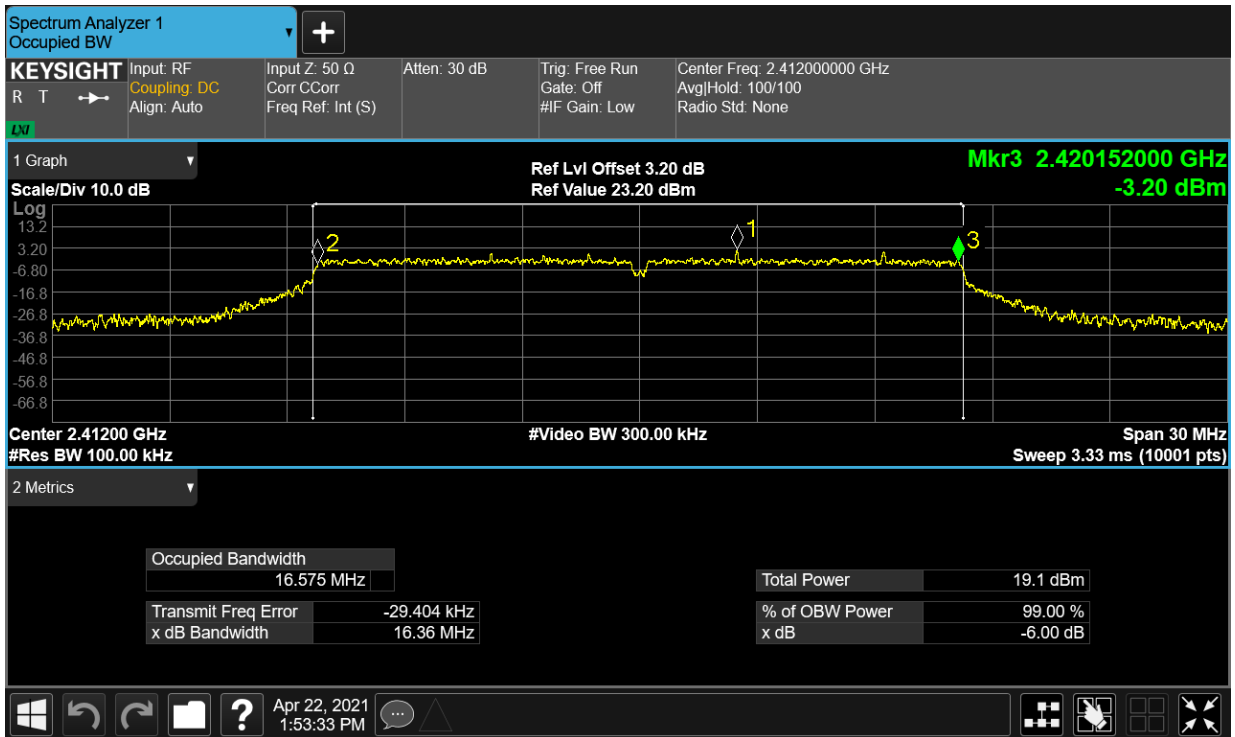 Spectrum Analyzer 1
Occupied BW
KEYSIGHT
R T
LXI
Input: RF
Coupling: DC
Align: Auto
Input Z: 50 Ω
Corr CCorr
Freq Ref: Int (S)
Atten: 30 dB
Trig: Free Run
Gate: Off
#IF Gain: Low
Center Freq: 2.412000000 GHz
Avg|Hold: 100/100
Radio Std: None
1 Graph
Scale/Div 10.0 dB
Ref Lvl Offset 3.20 dB
Ref Value 23.20 dBm
Mkr3 2.420152000 GHz
-3.20 dBm
Log
13.2
3.20
-6.80
-16.8
-26.8
-36.8
-46.8
-56.8
-66.8
2
1
3
Center 2.41200 GHz
#Res BW 100.00 kHz
#Video BW 300.00 kHz
Span 30 MHz
Sweep 3.33 ms (10001 pts)
2 Metrics
Occupied Bandwidth
16.575 MHz
Transmit Freq Error -29.404 kHz
x dB Bandwidth 16.36 MHz
Total Power 19.1 dBm
% of OBW Power 99.00 %
x dB -6.00 dB
?
Apr 22, 2021
1:53:33 PM